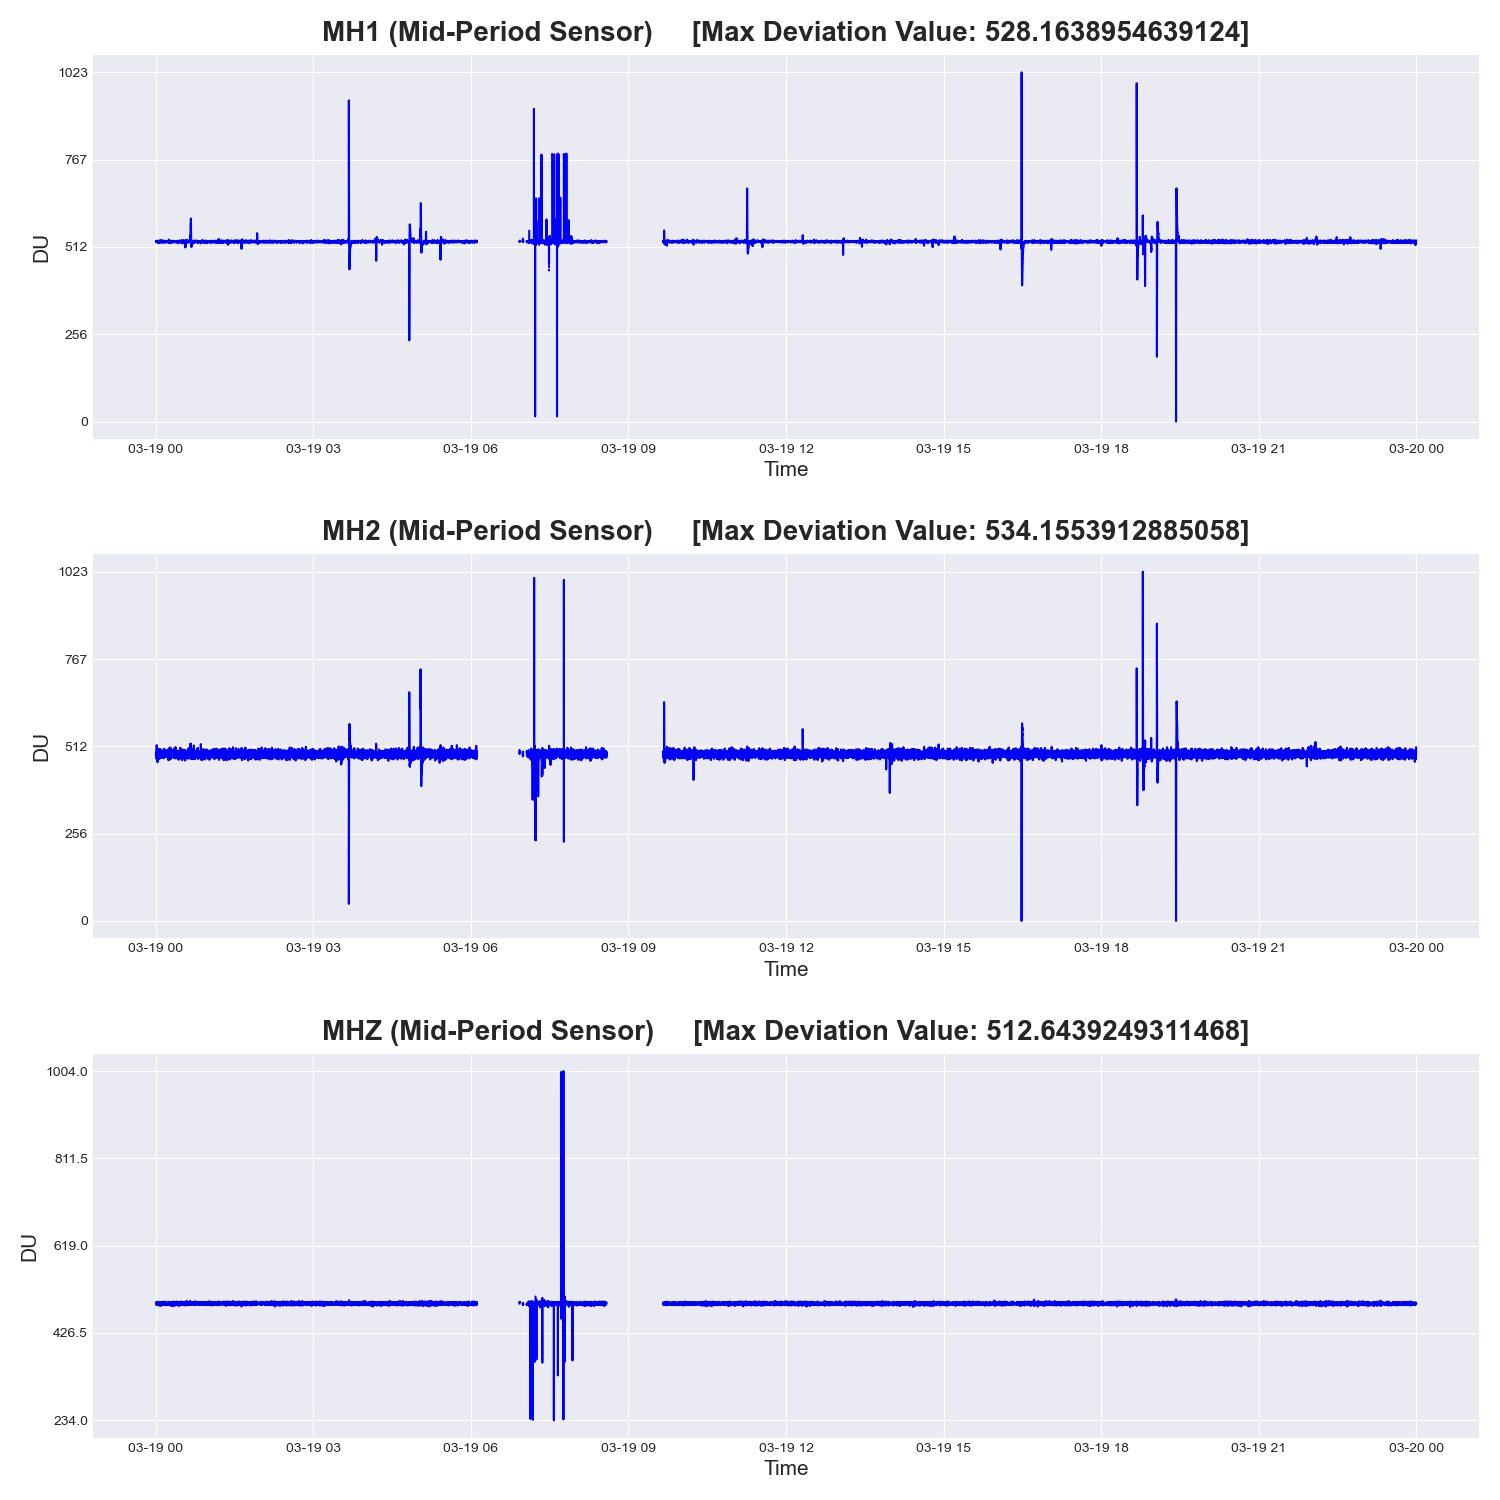 MH1 (Mid-Period Sensor) [Max Deviation Value: 528.1638954639124]
1023
767
512
256
0
DU
03-19 00 03-19 03 03-19 06 03-19 09 03-19 12 03-19 15 03-19 18 03-19 21 03-20 00
Time
MH2 (Mid-Period Sensor) [Max Deviation Value: 534.1553912885058]
1023
767
512
256
0
DU
03-19 00 03-19 03 03-19 06 03-19 09 03-19 12 03-19 15 03-19 18 03-19 21 03-20 00
Time
MHZ (Mid-Period Sensor) [Max Deviation Value: 512.6439249311468]
1004.0
811.5
619.0
426.5
234.0
DU
03-19 00 03-19 03 03-19 06 03-19 09 03-19 12 03-19 15 03-19 18 03-19 21 03-20 00
Time